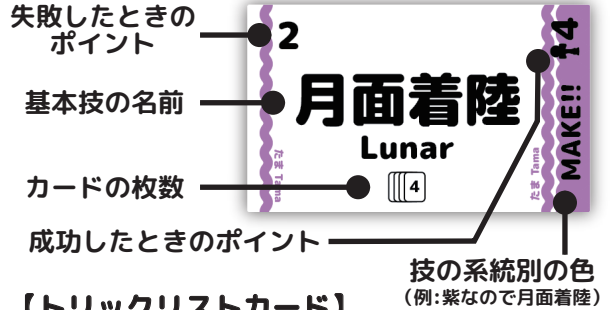 失敗したときの
ポイント
2
4
基本技の名前
月面着陸
Lunar
MAKE!!
たま Tama
たま Tama
カードの枚数
4
成功したときのポイント
技の系統別の色
(例:紫なので月面着陸)
【トリックリストカード】